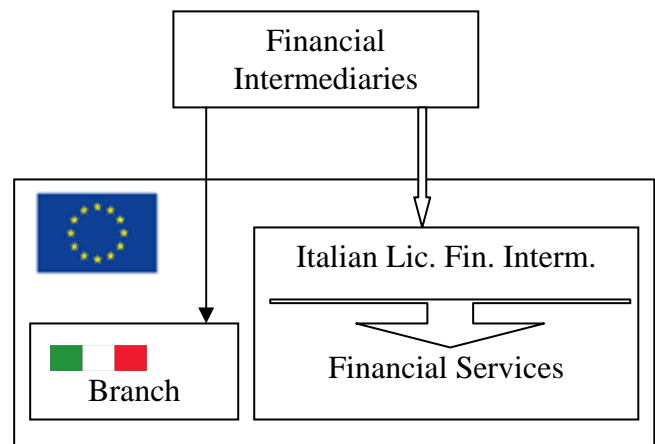 Financial
Intermediaries
Italian Lic. Fin. Interm.
Financial Services
Branch